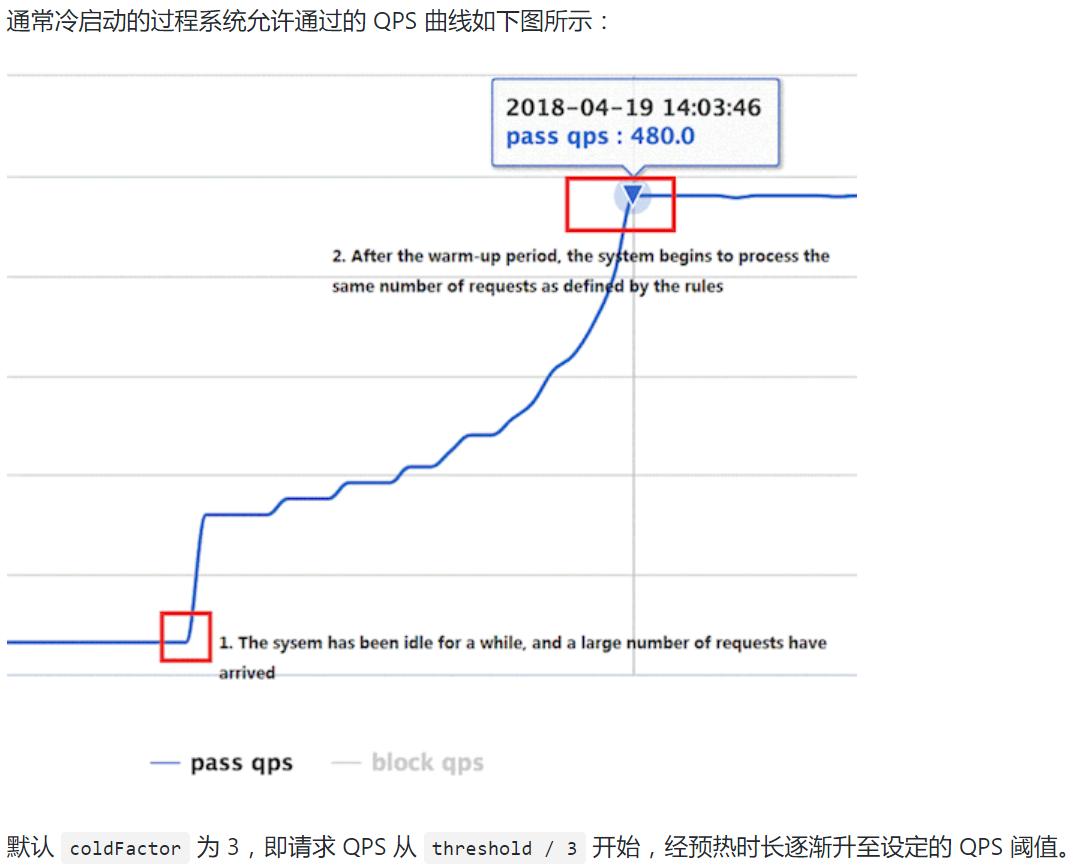 通常冷启动的过程系统允许通过的 QPS 曲线如下图所示：
2018-04-19 14:03:46
pass qps : 480.0
2. After the warm-up period, the system begins to process the
same number of requests as defined by the rules
1. The sysem has been idle for a while, and a large number of requests have
arrived
pass qps block qps
默认 coldFactor 为 3，即请求 QPS 从 threshold / 3 开始，经预热时长逐渐升至设定的 QPS 阈值。